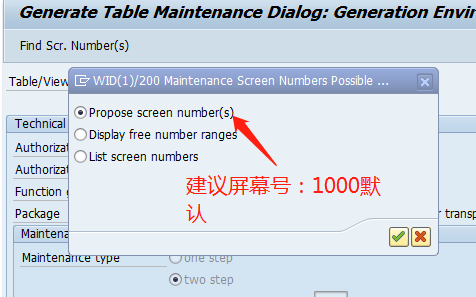 Generate Table Maintenance Dialog: Generation Envir
Find Scr. Number(s)
Table/View
WID(1)/200 Maintenance Screen Numbers Possible ...
Propose screen number(s)
Display free number ranges
List screen numbers
建议屏幕号：1000默
认
Technical
Authorizat
Authorizat
Function g
Package
r transp
Maintenan
Maintenance type
one step
two step